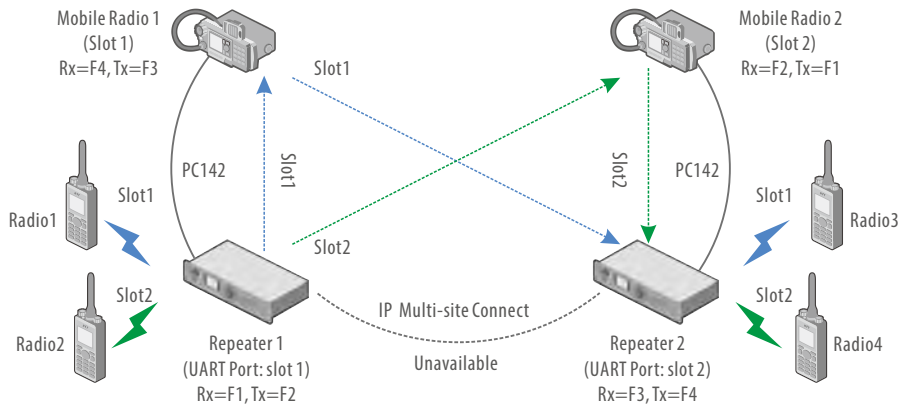 Mobile Radio 1
(Slot 1)
Rx=F4, Tx=F3
Mobile Radio 2
(Slot 2)
Rx=F2, Tx=F1
Slot1
Slot1
Slot2
Slot2
PC142
PC142
Radio1
Slot1
Radio2
Slot2
Slot1
Radio3
Slot2
Radio4
IP Multi-site Connect
Unavailable
Repeater 1
(UART Port: slot 1)
Rx=F1, Tx=F2
Repeater 2
(UART Port: slot 2)
Rx=F3, Tx=F4